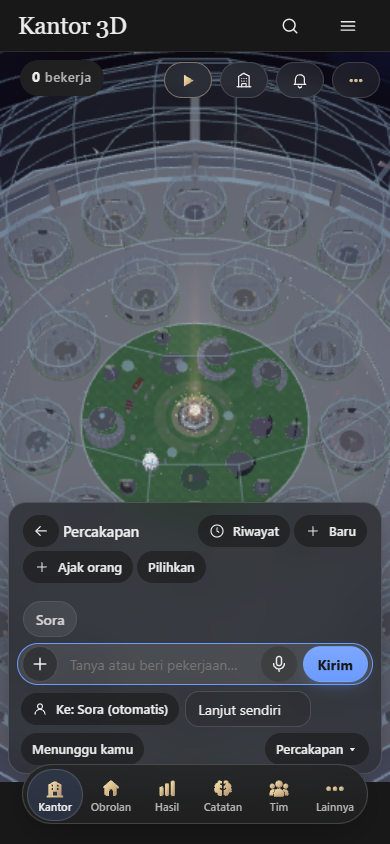 Kantor 3D
0 bekerja
Percakapan
Riwayat
Baru
Ajak orang
Pilihkan
Sora
Tanya atau beri pekerjaan...
Kirim
Ke: Sora (otomatis)
Lanjut sendiri
Menunggu kamu
Percakapan
Kantor
Obrolan
Hasil
Catatan
Tim
Lainnya